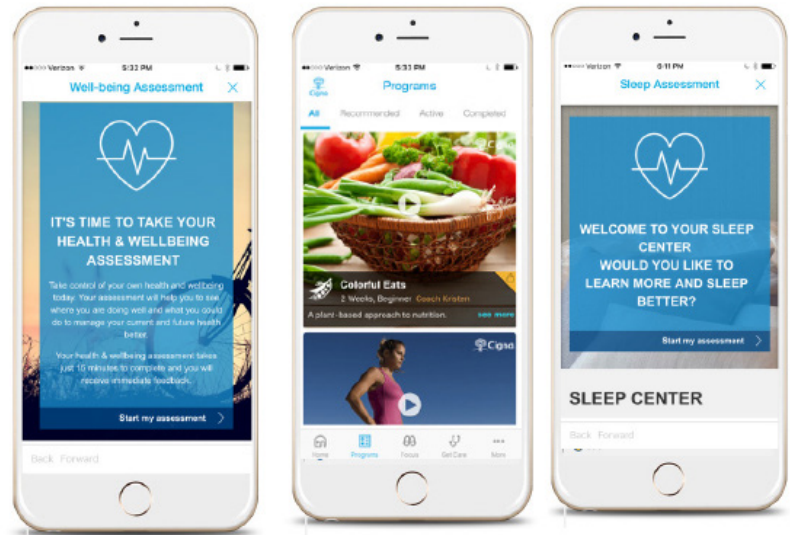 Verizon 5:33 PM
Well-being Assessment
IT'S TIME TO TAKE YOUR
HEALTH & WELLBEING
ASSESSMENT
Take control of your own health and wellbeing
today. Your assessment will help you to see
where you are doing well and what you could
do to manage your current and future health
better.
Your health & wellbeing assessment takes
just 10 minutes to complete and you will
receive immediate feedback.
Start my assessment
Back Forward
Verizon 5:33 PM
Cigna
Programs
All Recommended Active Completed
Colorful Eats
2 Weeks, Beginner Coach Kristen
A plant-based approach to nutrition. see more
Cigna
Home Programs Focus Get Care More
Verizon 6:11 PM
Sleep Assessment
WELCOME TO YOUR SLEEP
CENTER
WOULD YOU LIKE TO
LEARN MORE AND SLEEP
BETTER?
Start my assessment
SLEEP CENTER
Back Forward